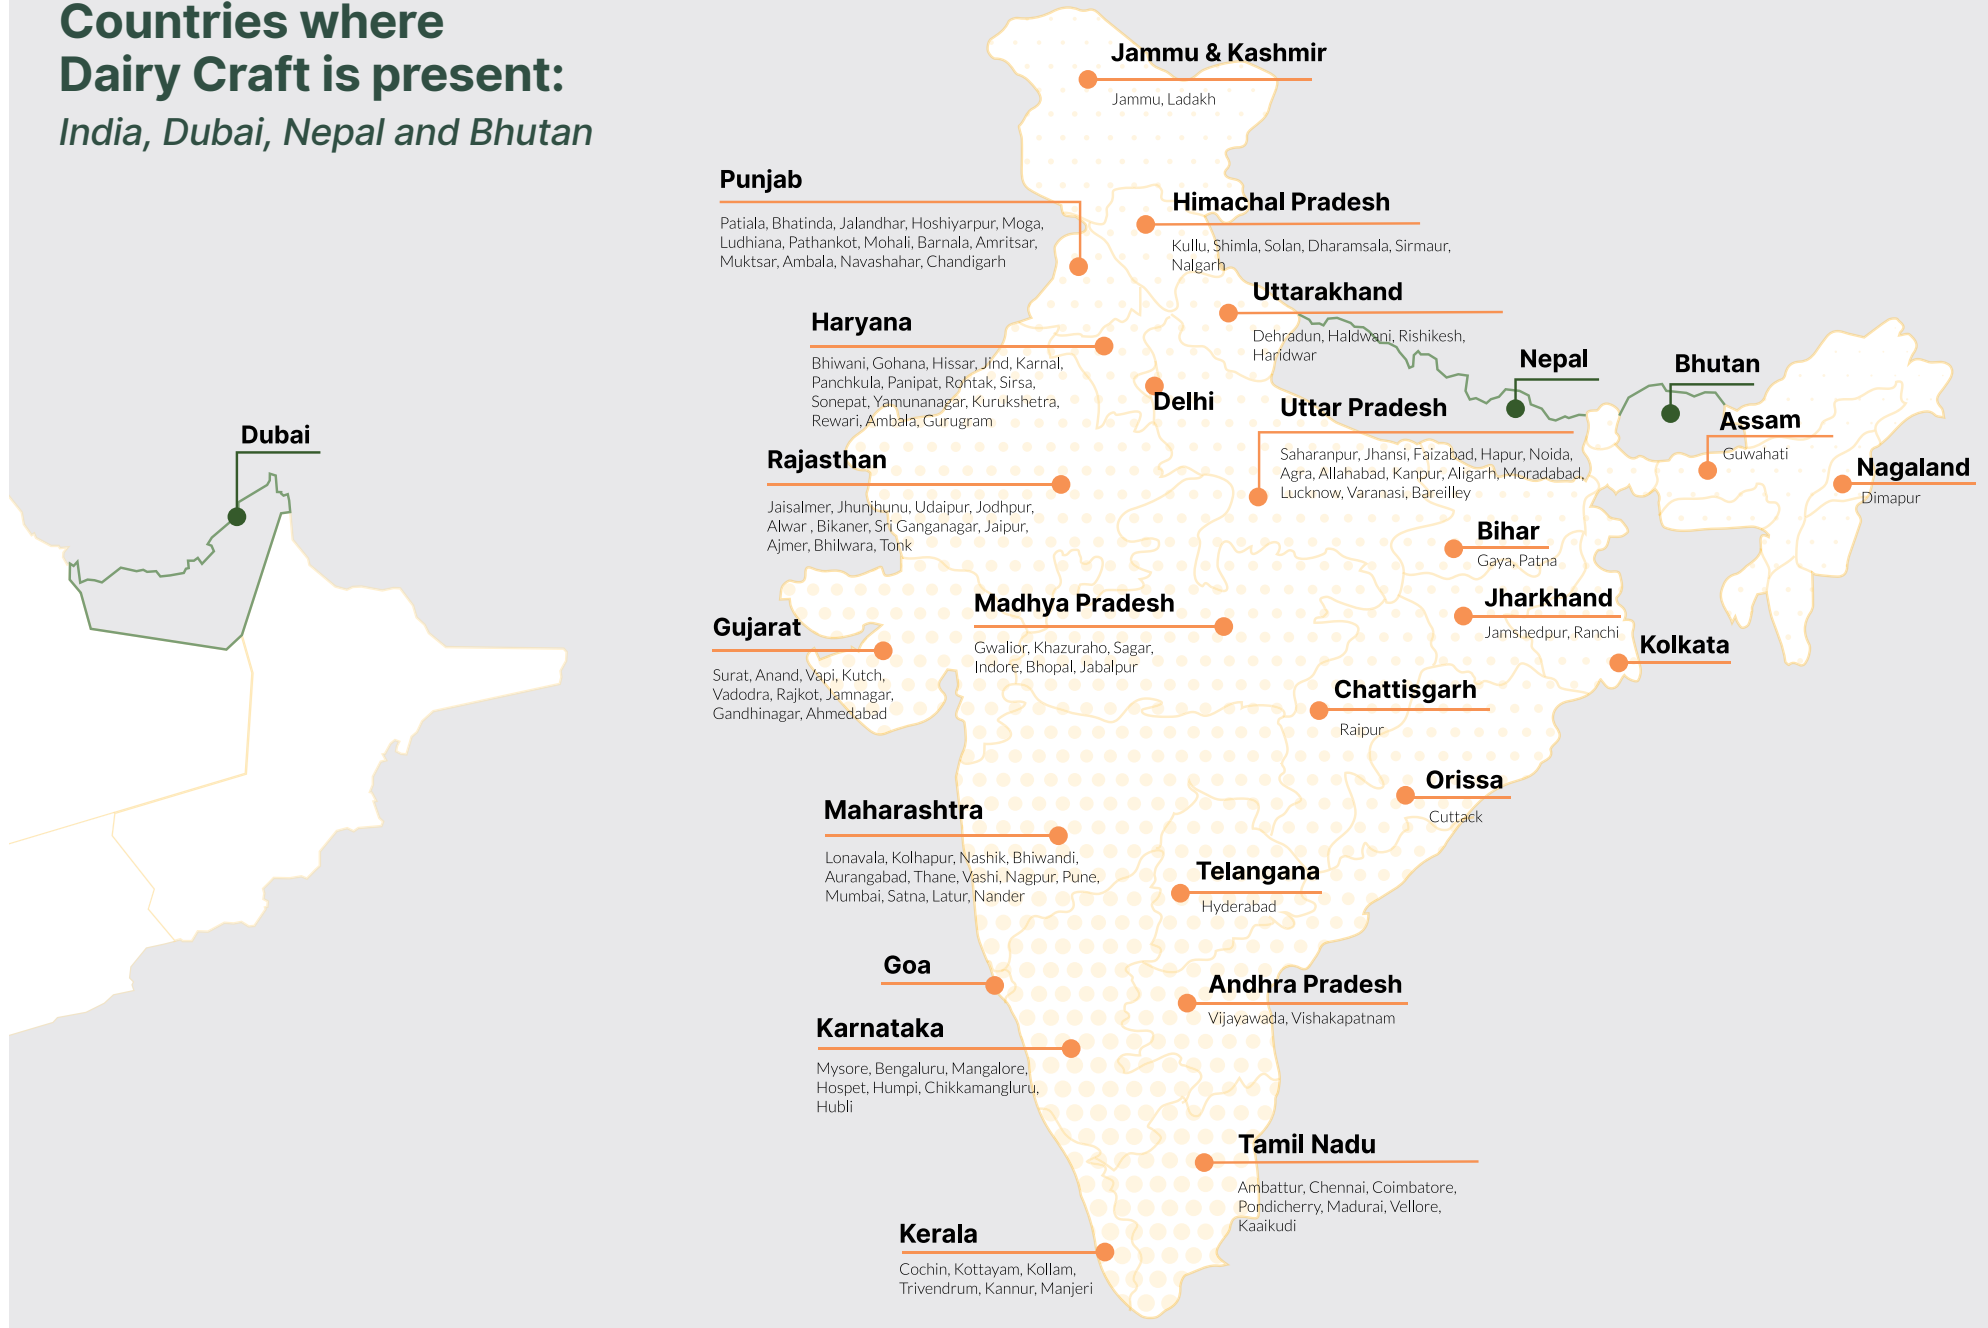 Countries where
Dairy Craft is present:
India, Dubai, Nepal and Bhutan
Jammu & Kashmir
Jammu, Ladakh
Punjab
Patiala, Bhatinda, Jalandhar, Hoshiyarpur, Moga,
Ludhiana, Pathankot, Mohali, Barnala, Amritsar,
Muktsar, Ambala, Navashahar, Chandigarh
Himachal Pradesh
Kullu, Shimla, Solan, Dharamsala, Sirmaur,
Nalgarh
Uttarakhand
Dehradun, Haldwani, Rishikesh,
Haridwar
Haryana
Bhiwani, Gohana, Hissar, Jind, Karnal,
Panchkula, Panipat, Rohtak, Sirsa,
Sonepat, Yamunanagar, Kurukshetra,
Rewari, Ambala, Gurugram
Delhi
Nepal
Bhutan
Uttar Pradesh
Saharanpur, Jhansi, Faizabad, Hapur, Noida,
Agra, Allahabad, Kanpur, Aligarh, Moradabad,
Lucknow, Varanasi, Bareilley
Assam
Guwahati
Nagaland
Dimapur
Dubai
Rajasthan
Jaisalmer, Jhunjhunu, Udaipur, Jodhpur,
Alwar , Bikaner, Sri Ganganagar, Jaipur,
Ajmer, Bhilwara, Tonk
Bihar
Gaya, Patna
Jharkhand
Jamshedpur, Ranchi
Kolkata
Madhya Pradesh
Gwalior, Khazuraho, Sagar,
Indore, Bhopal, Jabalpur
Gujarat
Surat, Anand, Vapi, Kutch,
Vadodra, Rajkot, Jamnagar,
Gandhinagar, Ahmedabad
Chattisgarh
Raipur
Orissa
Cuttack
Maharashtra
Lonavala, Kolhapur, Nashik, Bhiwandi,
Aurangabad, Thane, Vashi, Nagpur, Pune,
Mumbai, Satna, Latur, Nander
Telangana
Hyderabad
Goa
Andhra Pradesh
Vijayawada, Vishakapatnam
Karnataka
Mysore, Bengaluru, Mangalore,
Hospet, Humpi, Chikkamangluru,
Hubli
Tamil Nadu
Ambattur, Chennai, Coimbatore,
Pondicherry, Madurai, Vellore,
Kaaikudi
Kerala
Cochin, Kottayam, Kollam,
Trivendrum, Kannur, Manjeri